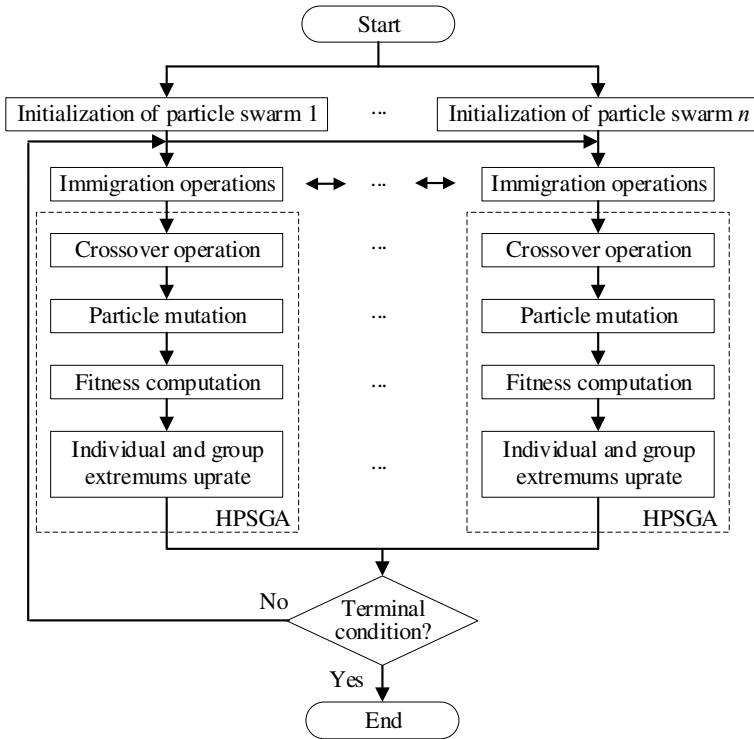 Start
Initialization of particle swarm 1 ... Initialization of particle swarm n
Immigration operations ... Immigration operations
Crossover operation ... Crossover operation
Particle mutation ... Particle mutation
Fitness computation ... Fitness computation
Individual and group
extremums uprate
...
Individual and group
extremums uprate
HPSGA
HPSGA
No
Terminal
condition?
Yes
End